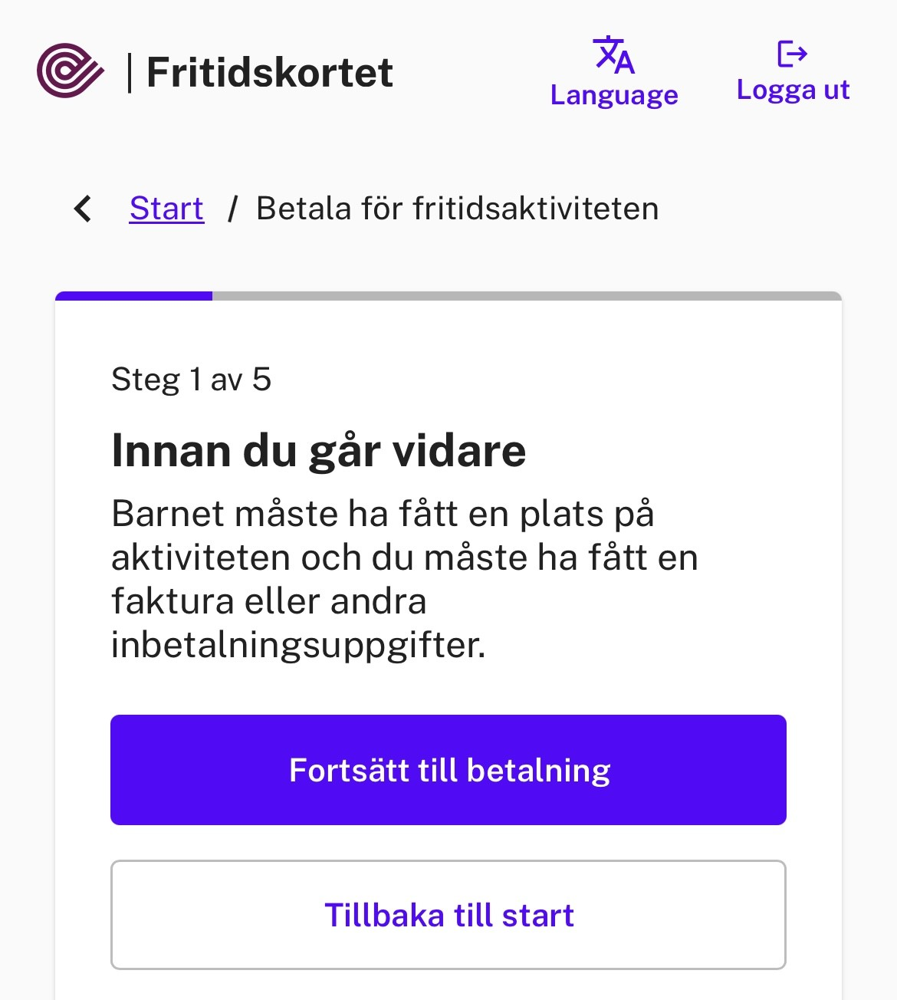 Fritidskortet
Language
Logga ut
Start / Betala för fritidsaktiviteten
Steg 1 av 5
Innan du går vidare
Barnet måste ha fått en plats på
aktiviteten och du måste ha fått en
faktura eller andra
inbetalningsuppgifter.
Fortsätt till betalning
Tillbaka till start